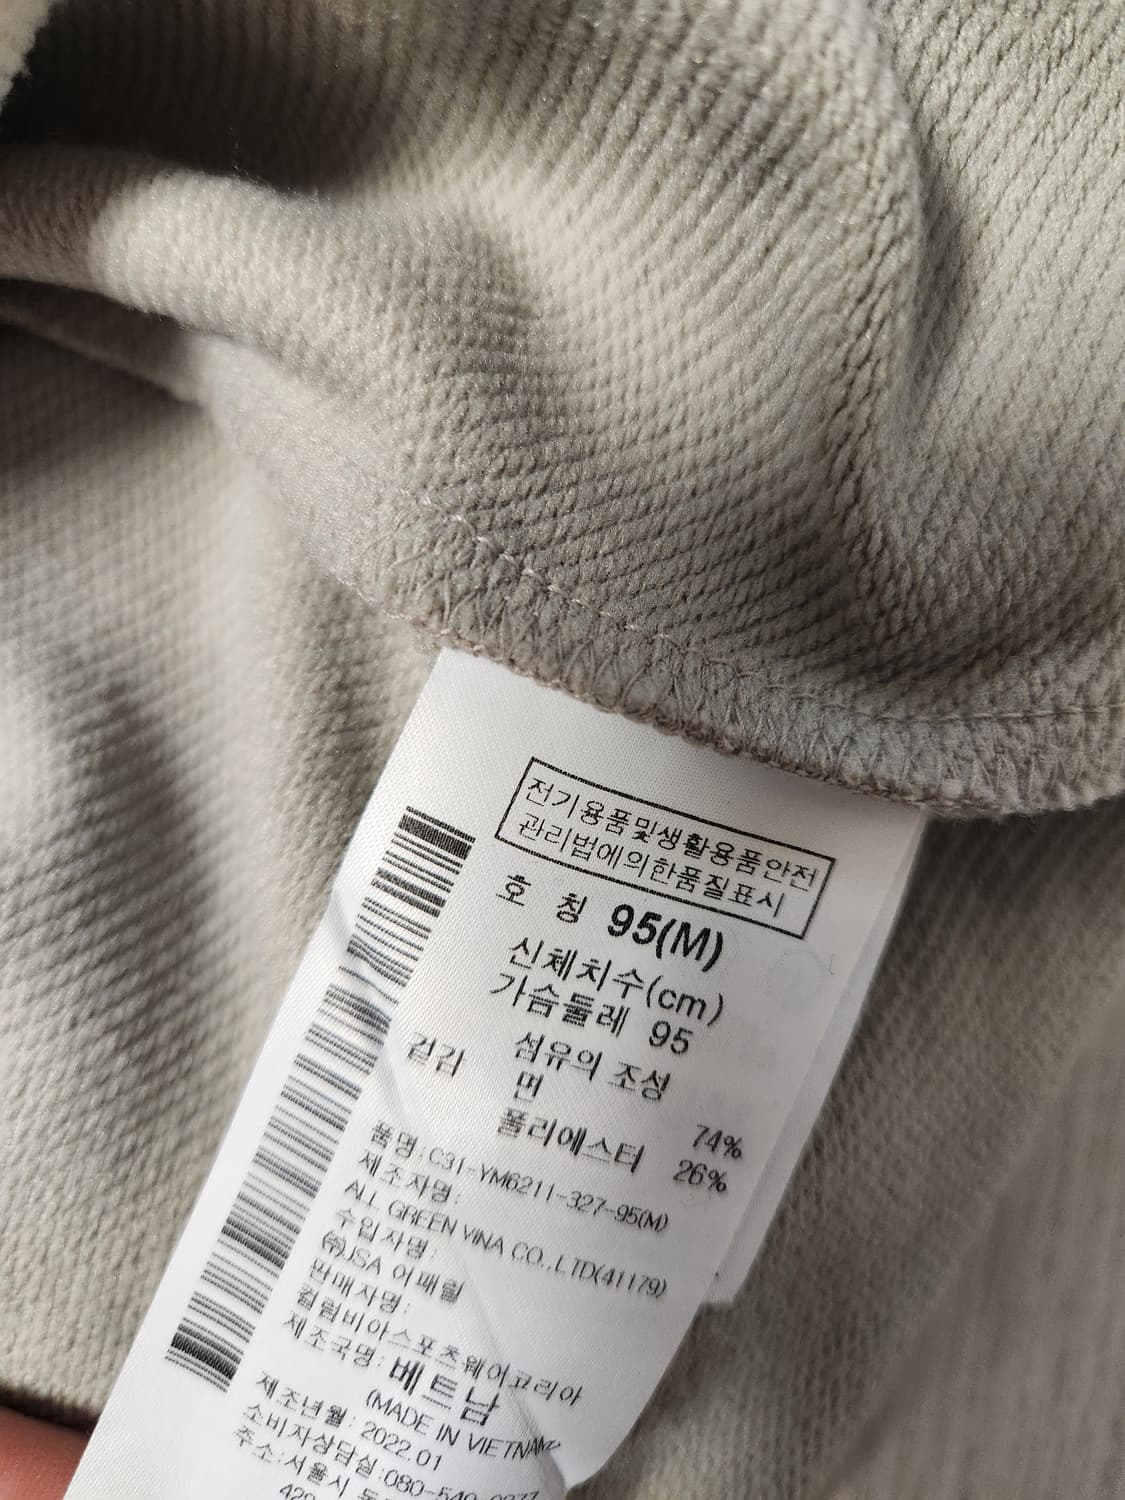 전기용품및생활용품안전
관리법에의한품질표시
호 칭 95(M)
신체치수(cm)
가슴둘레 95
섬유의 조성
겉감 면 74%
폴리에스터 26%
품명:C31-YM6211-327-95(M)
제조자명:
ALL GREEN VINA CO.,LTD(41179)
수입자명:
㈜JSA 어패럴
판매자명:
컬럼비아스포츠웨어코리아
제조국명:베트남
(MADE IN VIETNAM)
제조년월:2022.01
소비자상담실:080-540-0277
주소:서울시
429